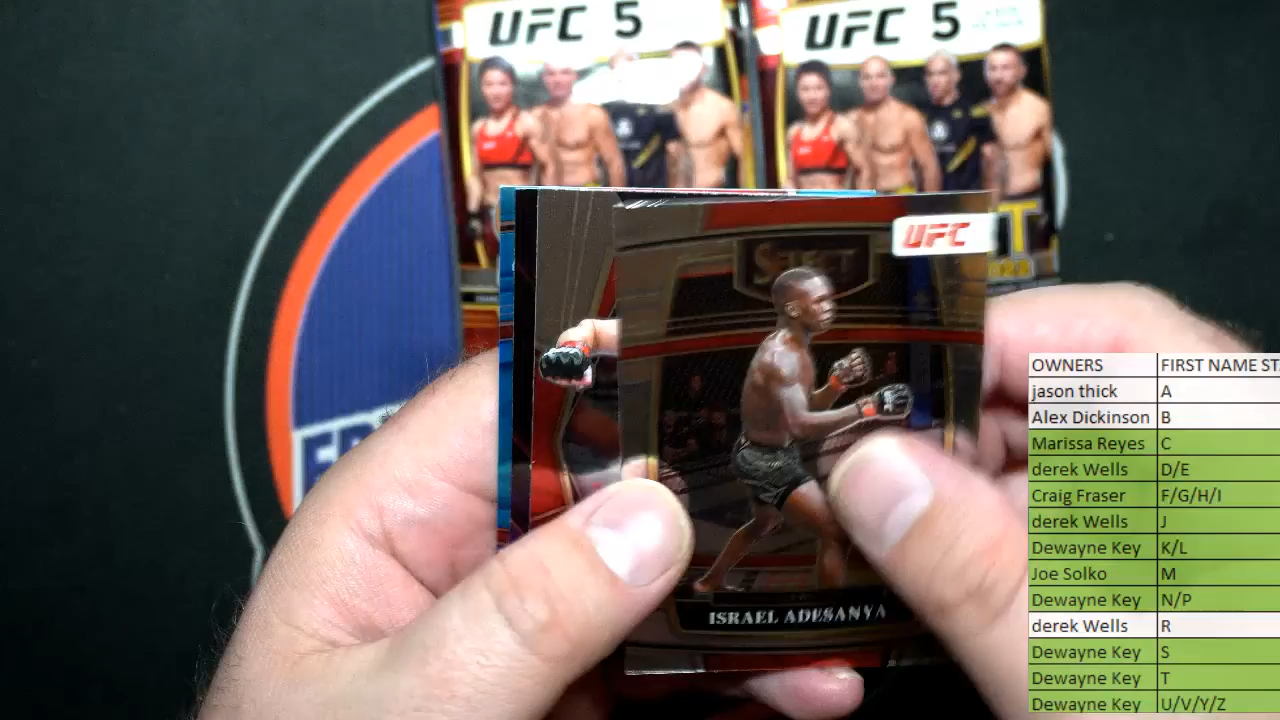 UFC 5
UFC 5
UFC
SELECT
ISRAEL ADESANYA
OWNERS FIRST NAME ST
jason thick A
Alex Dickinson B
Marissa Reyes C
derek Wells D/E
Craig Fraser F/G/H/I
derek Wells J
Dewayne Key K/L
Joe Solko M
Dewayne Key N/P
derek Wells R
Dewayne Key S
Dewayne Key T
Dewayne Key U/V/Y/Z